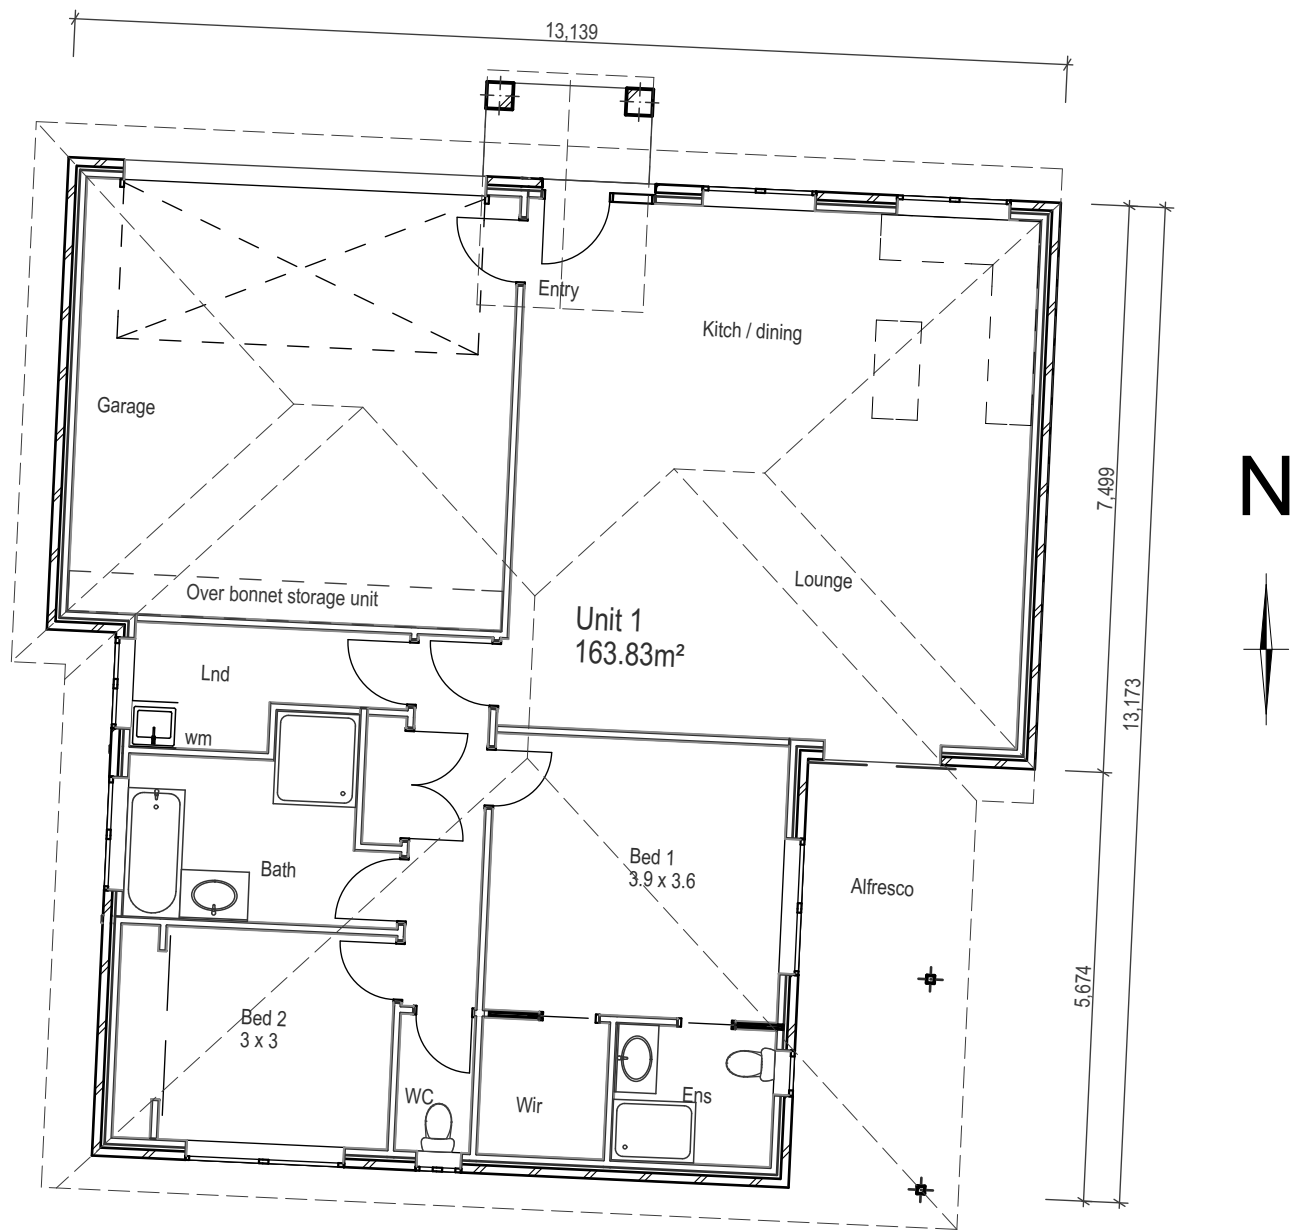 13,139
Entry
Kitch / dining
Garage
N
7,499
Lounge
Over bonnet storage unit
Unit 1
163.83m²
13,173
Lnd
wm
Bed 1
3.9 x 3.6
Bath
Alfresco
5,674
Bed 2
3 x 3
WC
Wir
Ens